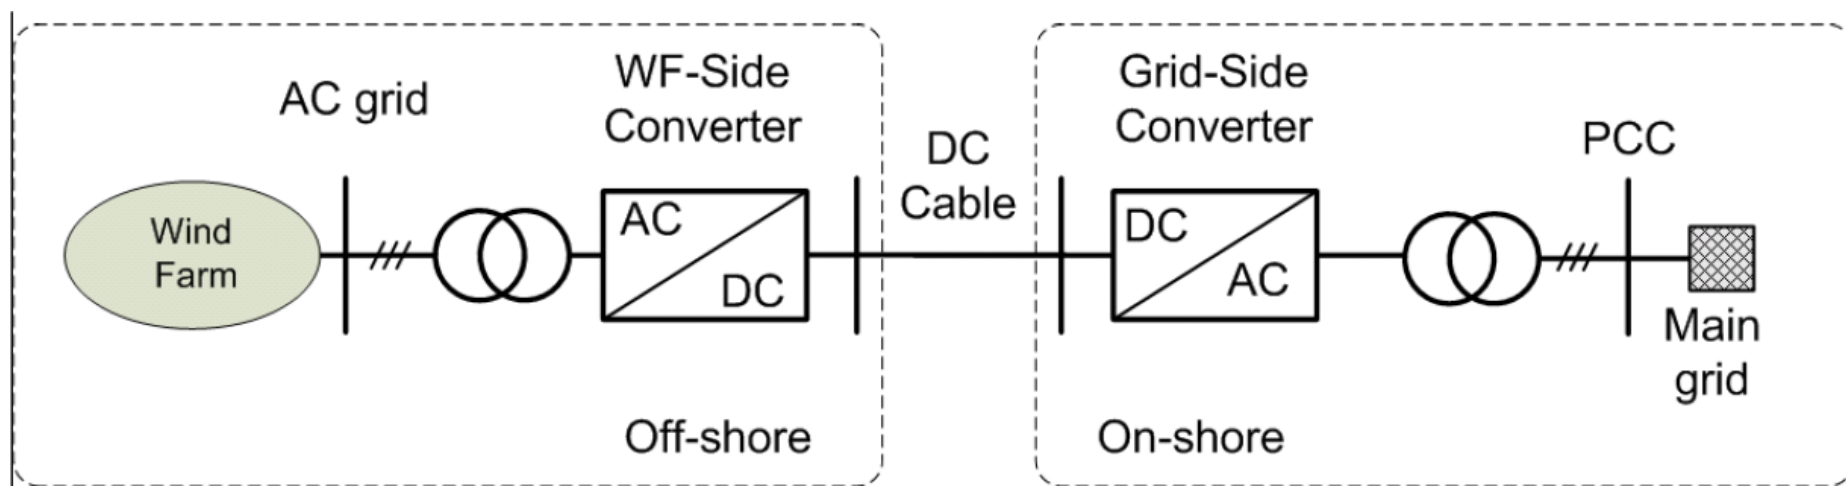 AC grid
WF-Side
Converter
Wind
Farm
AC
DC
Off-shore
DC
Cable
Grid-Side
Converter
DC
AC
On-shore
PCC
Main
grid